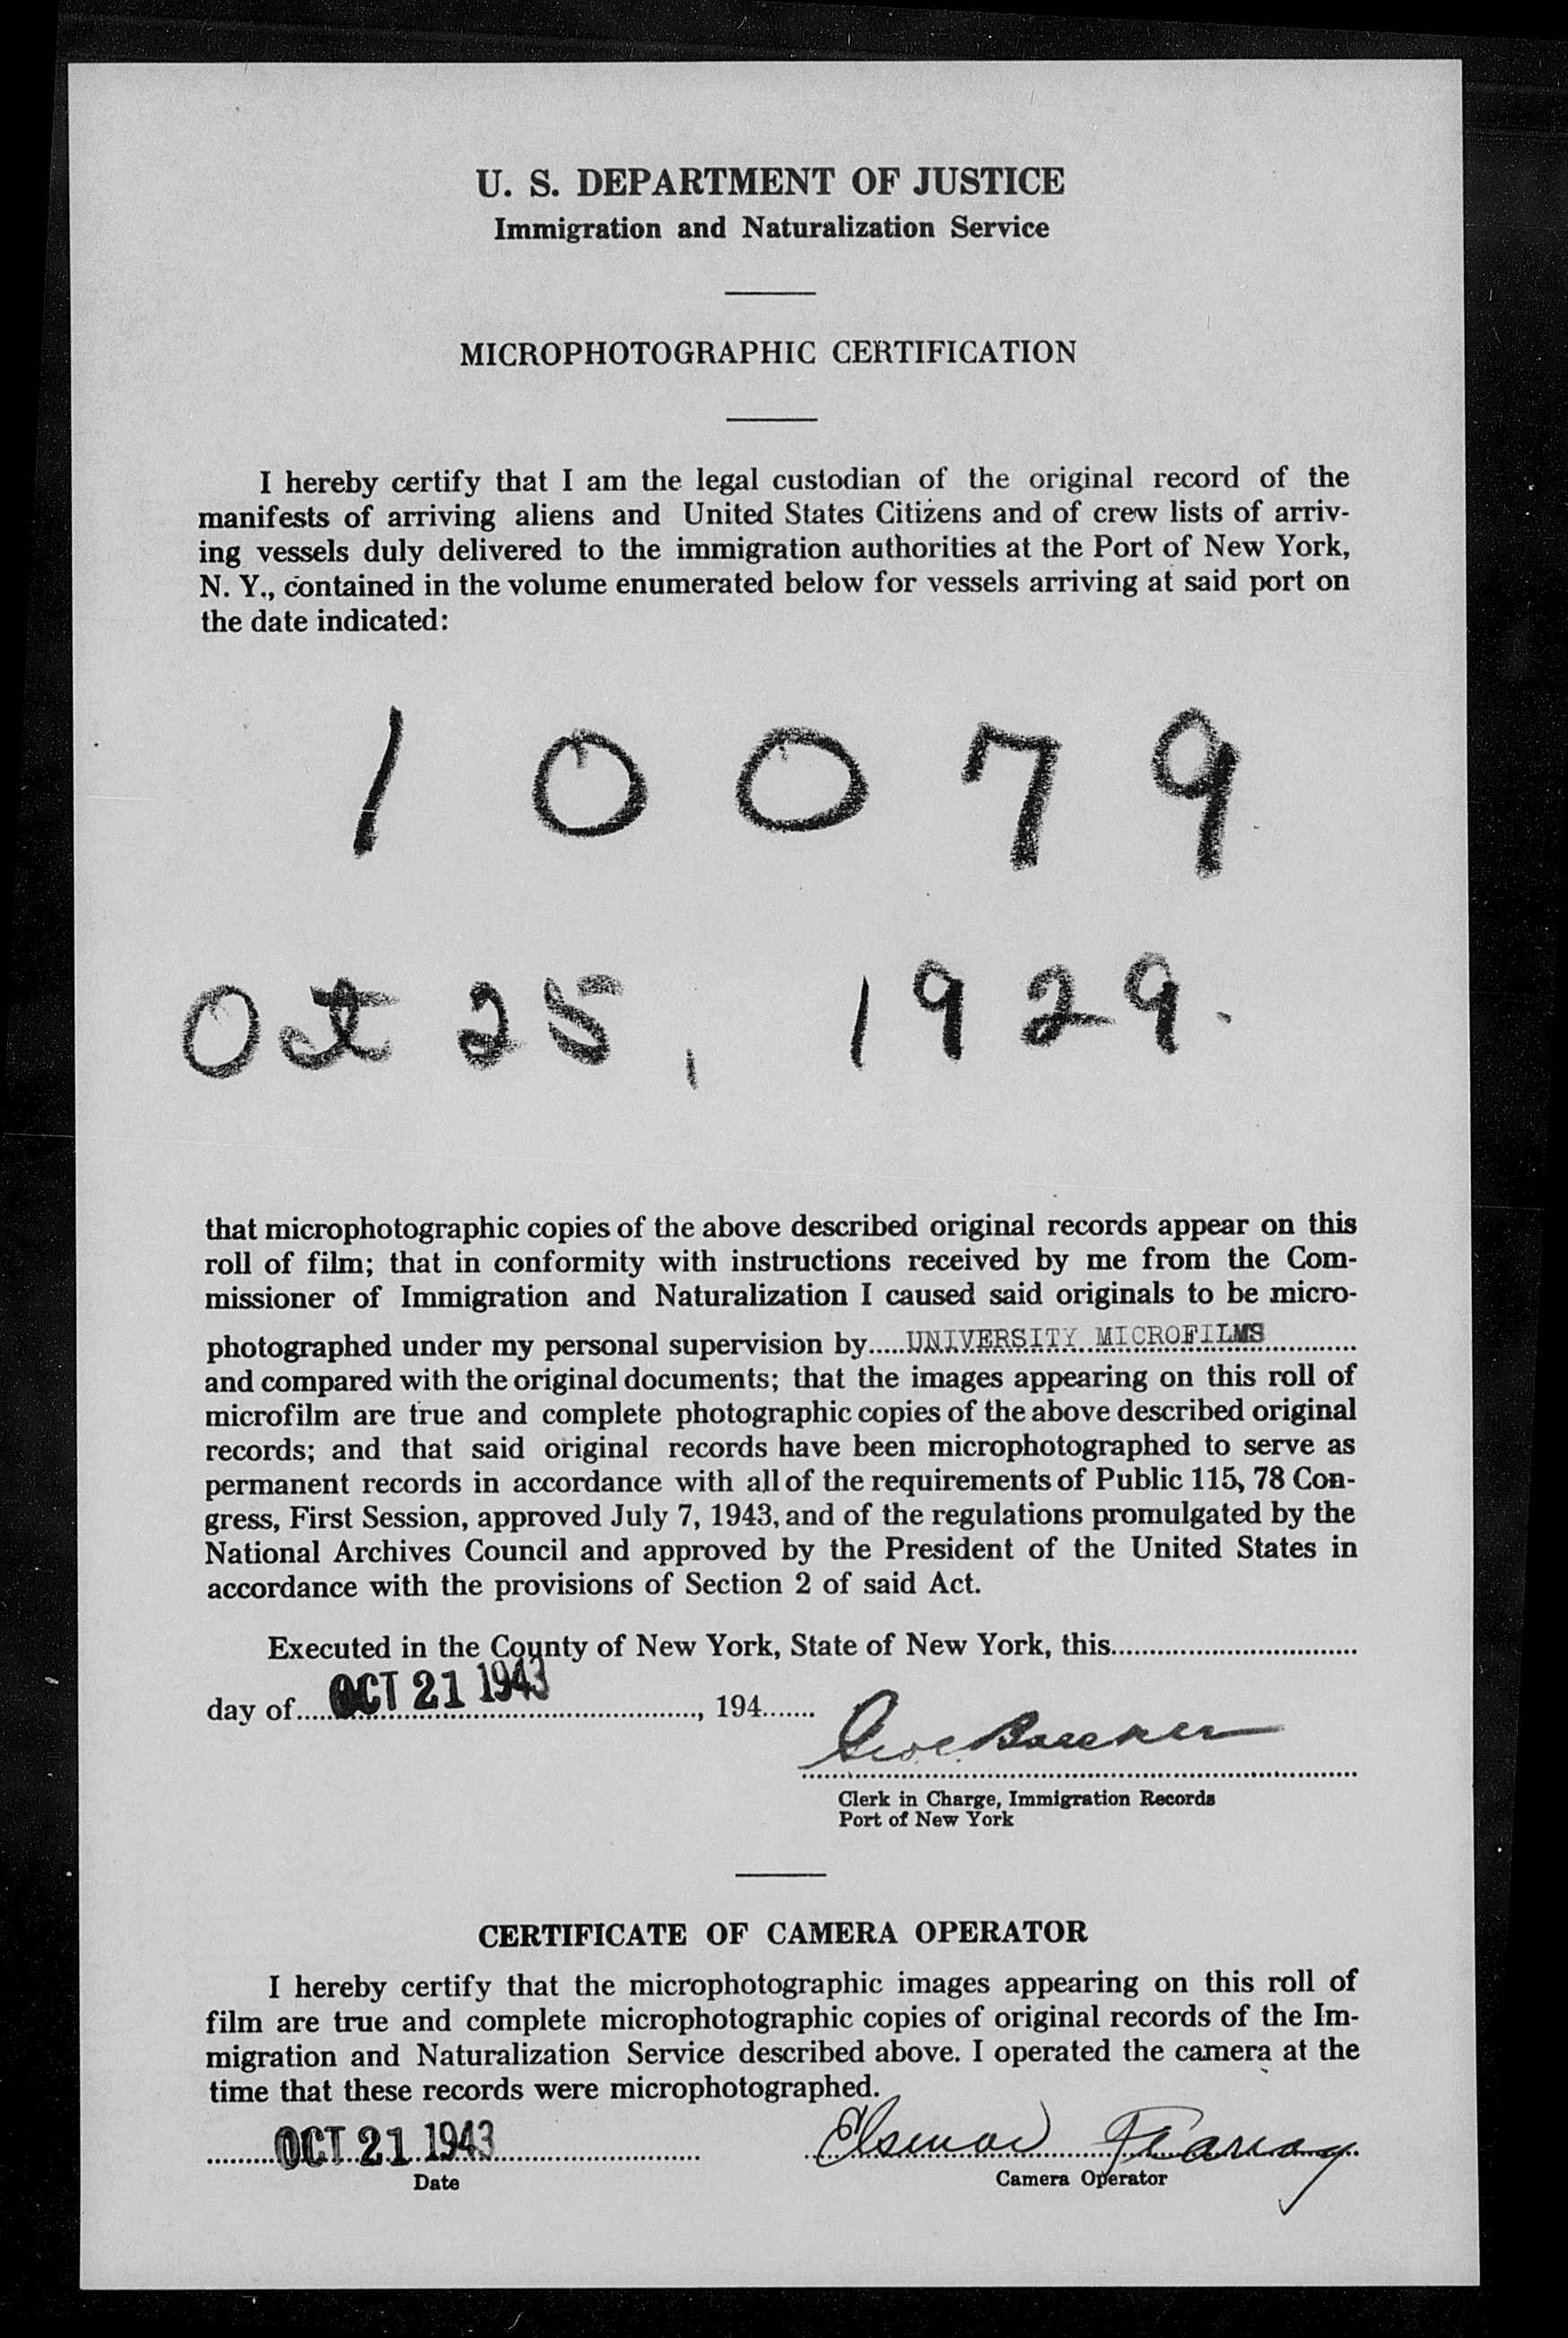 U. S. DEPARTMENT OF JUSTICE
Immigration and Naturalization Service
MICROPHOTOGRAPHIC CERTIFICATION
I hereby certify that I am the legal custodian of the original record of the
manifests of arriving aliens and United States Citizens and of crew lists of arriv-
ing vessels duly delivered to the immigration authorities at the Port of New York,
N. Y., contained in the volume enumerated below for vessels arriving at said port on
the date indicated:
10079
Oct 25, 1929.
that microphotographic copies of the above described original records appear on this
roll of film; that in conformity with instructions received by me from the Com-
missioner of Immigration and Naturalization I caused said originals to be micro-
photographed under my personal supervision by.....UNIVERSITY MICROFILMS
and compared with the original documents; that the images appearing on this roll of
microfilm are true and complete photographic copies of the above described original
records; and that said original records have been microphotographed to serve as
permanent records in accordance with all of the requirements of Public 115, 78 Con-
gress, First Session, approved July 7, 1943, and of the regulations promulgated by the
National Archives Council and approved by the President of the United States in
accordance with the provisions of Section 2 of said Act.
Executed in the County of New York, State of New York, this
day of OCT 21 1943, 194
Clerk in Charge, Immigration Records
Port of New York
CERTIFICATE OF CAMERA OPERATOR
I hereby certify that the microphotographic images appearing on this roll of
film are true and complete microphotographic copies of original records of the Im-
migration and Naturalization Service described above. I operated the camera at the
time that these records were microphotographed.
OCT 21 1943
Date
Camera Operator